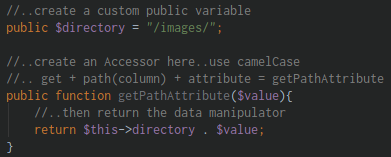 //..create a custom public variable
public $directory = "/images/";
//..create an Accessor here..use camelCase
//.. get + path(column) + attribute = getPathAttribute
public function getPathAttribute($value){
//..then return the data manipulator
return $this->directory . $value;
}